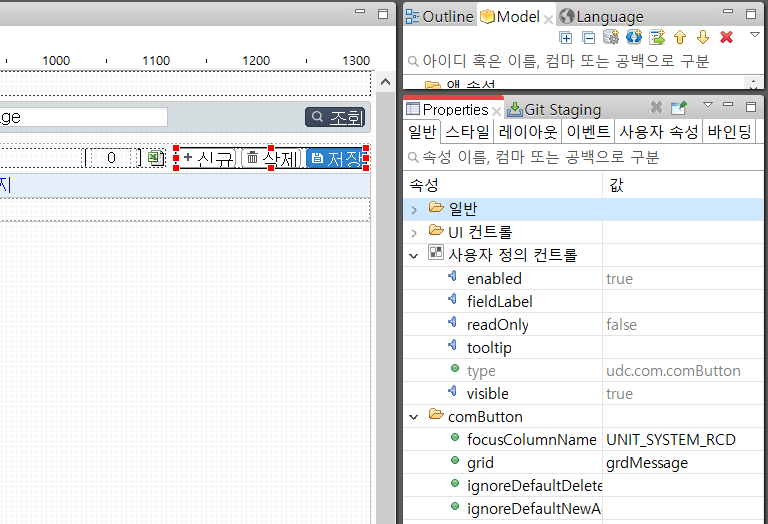 Outline Model Language
1000 1100 1200 1300
아이디 혹은 이름, 컴마 또는 공백으로 구분
앱 속성
age
조회
Properties Git Staging
일반 스타일 레이아웃 이벤트 사용자 속성 바인딩
0 신규 삭제 저장
속성 이름, 컴마 또는 공백으로 구분
지
속성 값
일반
UI 컨트롤
사용자 정의 컨트롤
enabled true
fieldLabel
readOnly false
tooltip
type udc.com.comButton
visible true
comButton
focusColumnName UNIT_SYSTEM_RCD
grid grdMessage
ignoreDefaultDelete
ignoreDefaultNewA